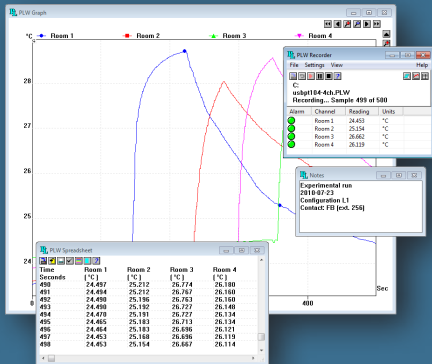 PLW Graph
°C Room 1 Room 2 Room 3 Room 4
28
27
26
25
24
0
400
Sec
PLW Recorder
File Settings View Help
C:
usbpt104-4ch.PLW
Recording... Sample 499 of 500
Alarm Channel Reading Units
Room 1 24.453 °C
Room 2 25.154 °C
Room 3 26.662 °C
Room 4 26.119 °C
Notes
Experimental run
2010-07-23
Configuration L1
Contact: FB (ext. 256)
PLW Spreadsheet
Time Room 1 Room 2 Room 3 Room 4
Seconds (°C) (°C) (°C) (°C)
490 24.497 25.212 26.774 26.180
491 24.494 25.212 26.767 26.160
492 24.490 25.196 26.763 26.160
493 24.490 25.192 26.727 26.148
494 24.478 25.191 26.727 26.134
495 24.465 25.183 26.713 26.134
496 24.464 25.183 26.696 26.121
497 24.453 25.168 26.696 26.119
498 24.453 25.154 26.667 26.114